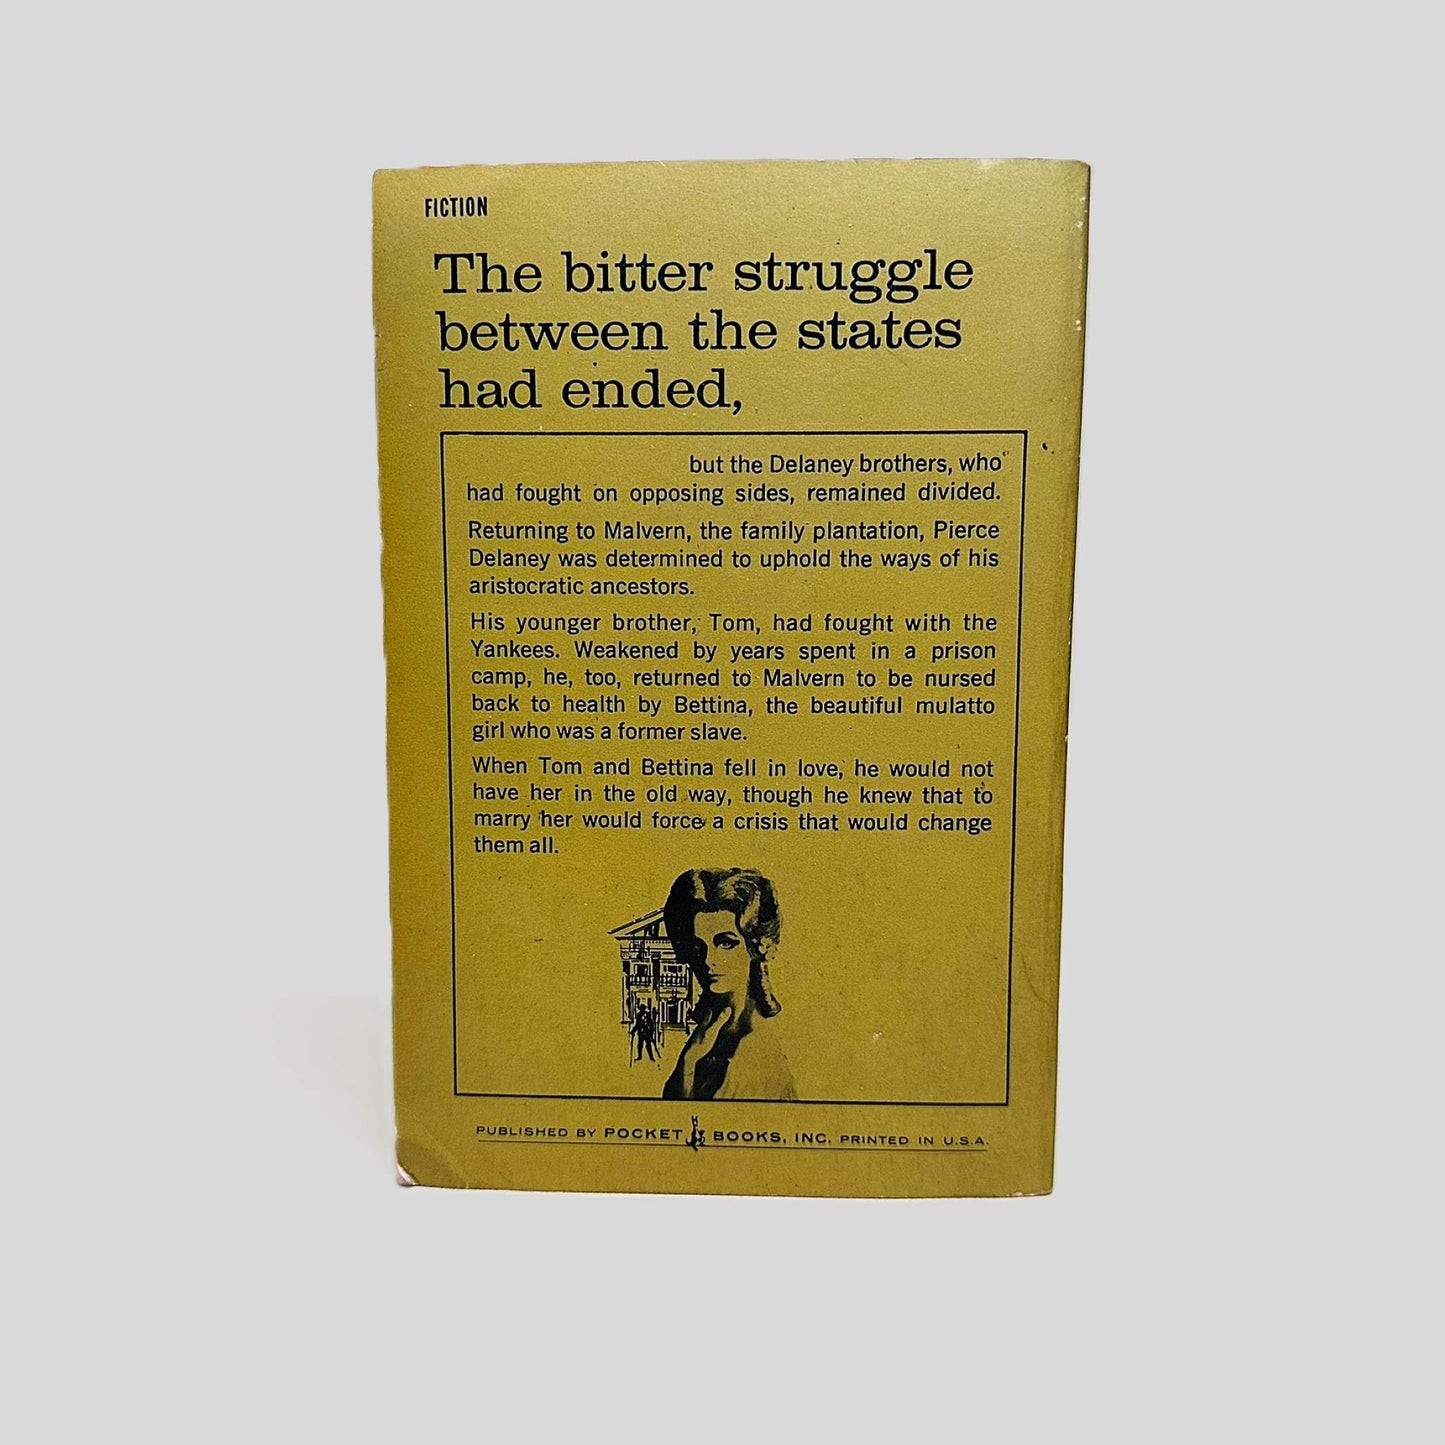 FICTION
The bitter struggle
between the states
had ended,
but the Delaney brothers, who
had fought on opposing sides, remained divided.
Returning to Malvern, the family plantation, Pierce
Delaney was determined to uphold the ways of his
aristocratic ancestors.
His younger brother, Tom, had fought with the
Yankees. Weakened by years spent in a prison
camp, he, too, returned to Malvern to be nursed
back to health by Bettina, the beautiful mulatto
girl who was a former slave.
When Tom and Bettina fell in love, he would not
have her in the old way, though he knew that to
marry her would force a crisis that would change
them all.
PUBLISHED BY POCKET BOOKS, INC. PRINTED IN U.S.A.